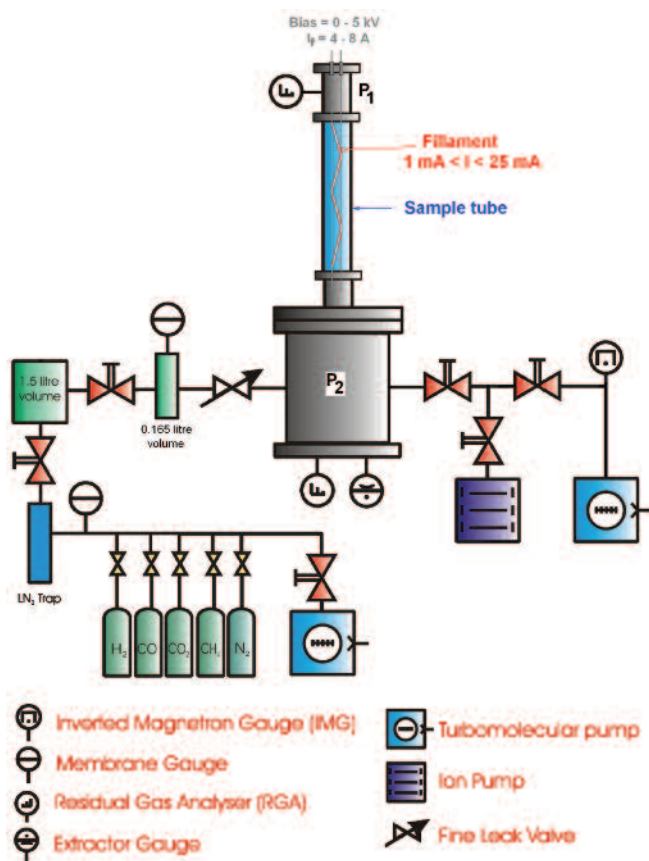 Bias = 0 - 5 kV
If = 4 - 8 A
P1
Fillament
1 mA < I < 25 mA
Sample tube
1.5 litre
volume
0.165 litre
volume
P2
LN2 Trap
H2 CO CO2 CH4 N2
Inverted Magnetron Gauge (IMG)
Membrane Gauge
Residual Gas Analyser (RGA)
Extractor Gauge
Turbomolecular pump
Ion Pump
Fine Leak Valve